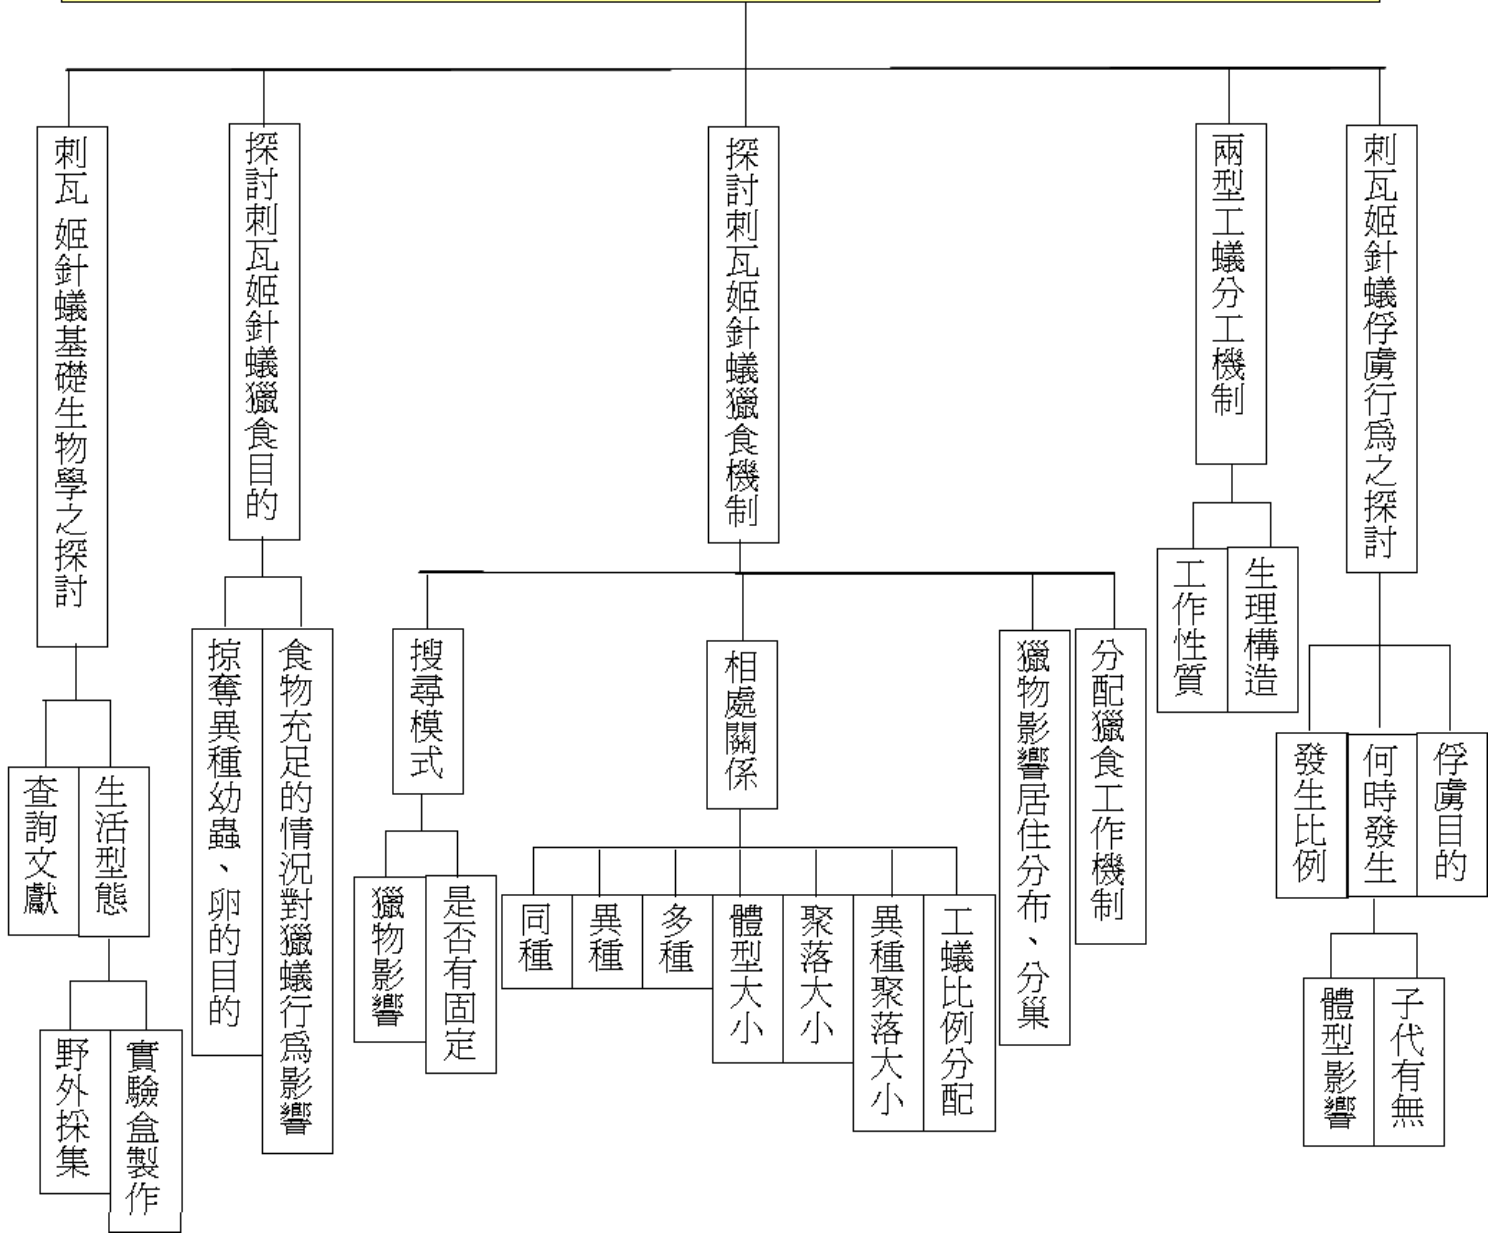 刺瓦 姬針蟻基礎生物學之探討
探討刺瓦姬針蟻獵食目的
探討刺瓦姬針蟻獵食機制
兩型工蟻分工機制
刺瓦姬針蟻俘虜行為之探討
查詢文獻
生活型態
野外採集
實驗盒製作
掠奪異種幼蟲、卵的目的
食物充足的情況對獵蟻行為影響
搜尋模式
獵物影響
是否有固定
相處關係
同種
異種
多種
體型大小
聚落大小
異種聚落大小
工蟻比例分配
獵物影響居住分布、分巢
分配獵食工作機制
工作性質
生理構造
發生比例
何時發生
俘虜目的
體型影響
子代有無